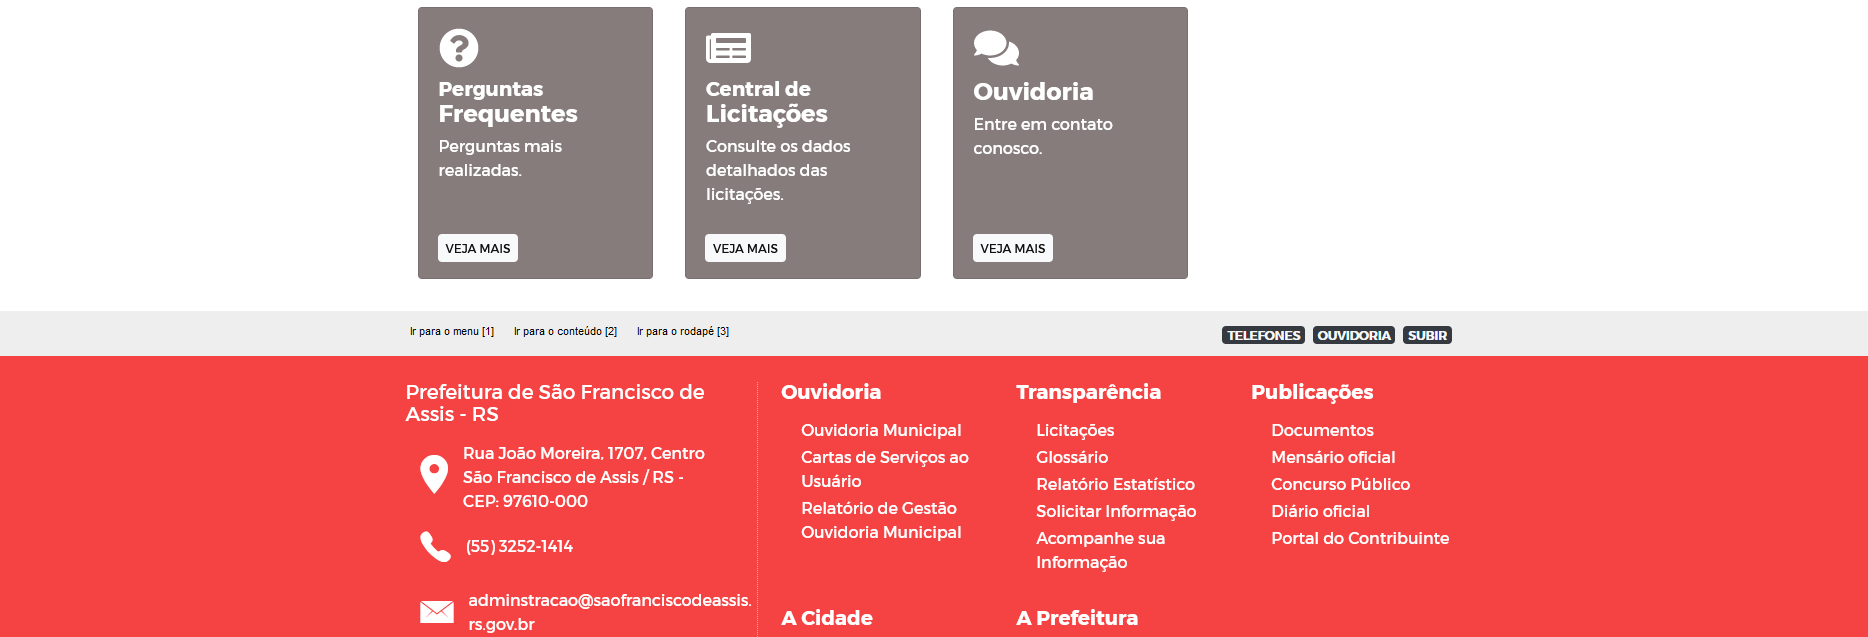 Perguntas
Frequentes
Perguntas mais
realizadas.
VEJA MAIS
Central de
Licitações
Consulte os dados
detalhados das
licitações.
VEJA MAIS
Ouvidoria
Entre em contato
conosco.
VEJA MAIS
Ir para o menu [1] Ir para o conteúdo [2] Ir para o rodapé [3]
TELEFONES OUVIDORIA SUBIR
Prefeitura de São Francisco de
Assis - RS
Rua João Moreira, 1707, Centro
São Francisco de Assis / RS -
CEP: 97610-000
(55) 3252-1414
adminstracao@saofranciscodeassis.
rs.gov.br
Ouvidoria
Ouvidoria Municipal
Cartas de Serviços ao
Usuário
Relatório de Gestão
Ouvidoria Municipal
Transparência
Licitações
Glossário
Relatório Estatístico
Solicitar Informação
Acompanhe sua
Informação
Publicações
Documentos
Mensário oficial
Concurso Público
Diário oficial
Portal do Contribuinte
A Cidade
A Prefeitura